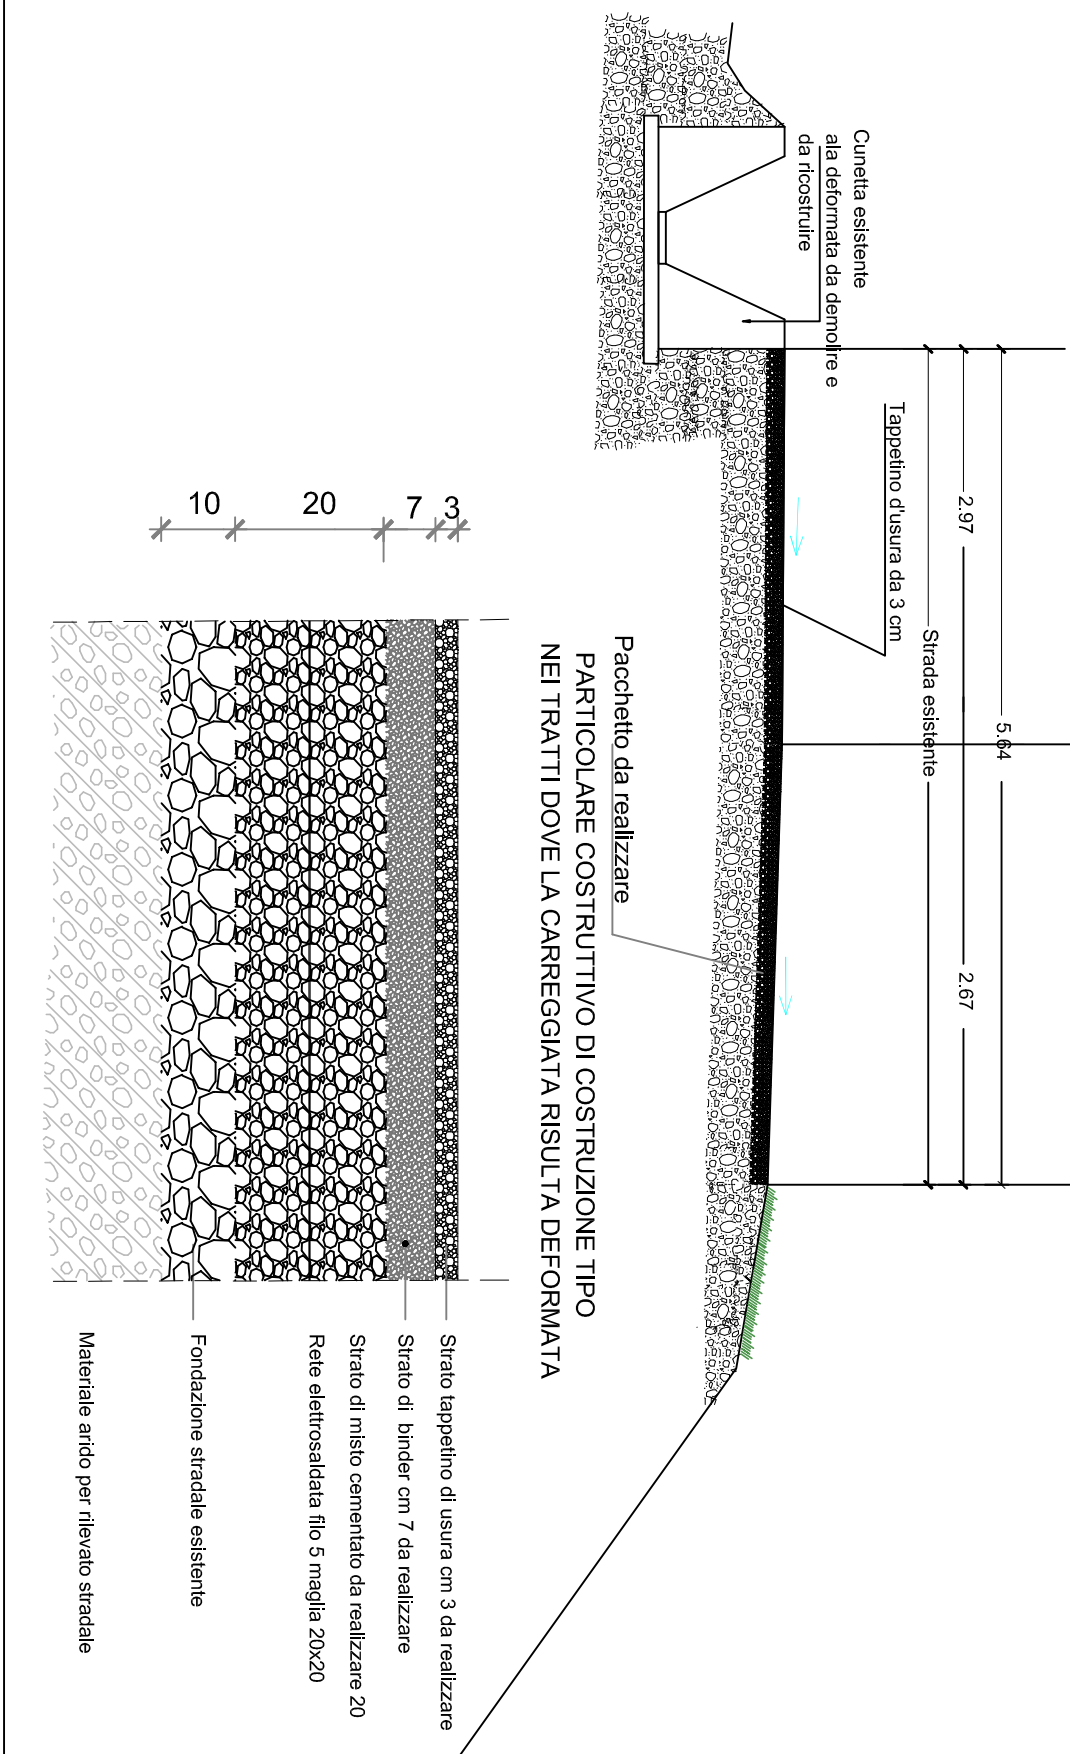 5.64
2.97
2.67
Strada esistente
Tappetino d'usura da 3 cm
Cunetta esistente
ala deformata da demolire e
da ricostruire
Pacchetto da realizzare
PARTICOLARE COSTRUTTIVO DI COSTRUZIONE TIPO
NEI TRATTI DOVE LA CARREGGIATA RISULTA DEFORMATA
3
7
20
10
Strato tappetino di usura cm 3 da realizzare
Strato di binder cm 7 da realizzare
Strato di misto cementato da realizzare 20
Rete elettrosaldata filo 5 maglia 20x20
Fondazione stradale esistente
Materiale arido per rilevato stradale